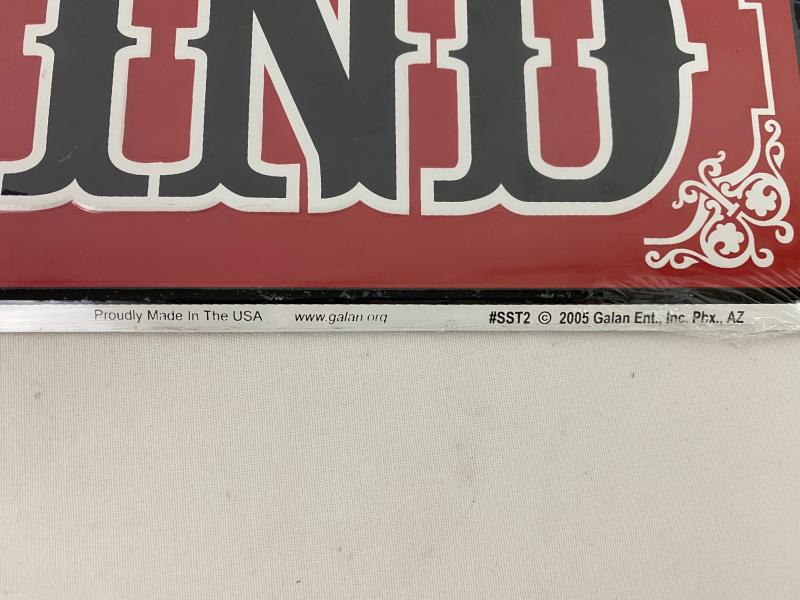 IND
Proudly Made In The USA www.galan.org #SST2 © 2005 Galan Ent., Inc. Phx., AZ